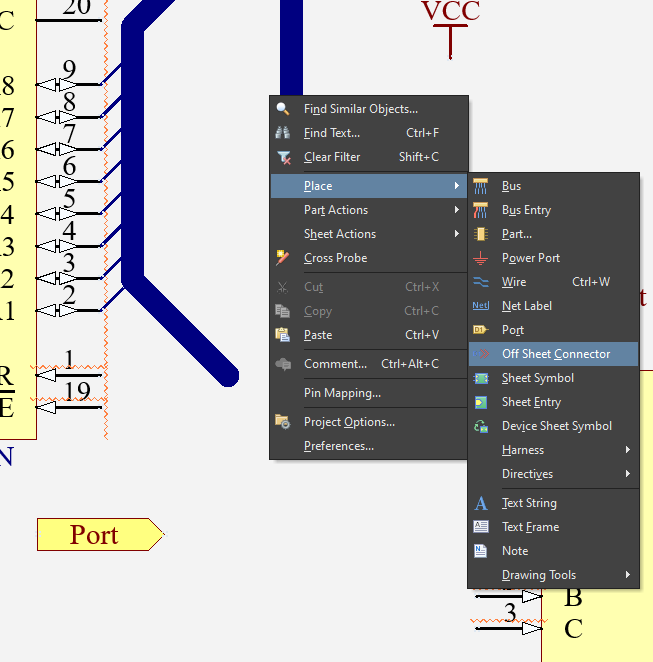 20
VCC
C
9
8
8
7
7
6
6
5
5
4
4
3
3
2
2
1
1
R
19
E
N
Port
Find Similar Objects...
Find Text... Ctrl+F
Clear Filter Shift+C
Place
Part Actions
Sheet Actions
Cross Probe
Cut Ctrl+X
Copy Ctrl+C
Paste Ctrl+V
Comment... Ctrl+Alt+C
Pin Mapping...
Project Options...
Preferences...
Bus
Bus Entry
Part...
Power Port
Wire Ctrl+W
Net Label
Port
Off Sheet Connector
Sheet Symbol
Sheet Entry
Device Sheet Symbol
Harness
Directives
Text String
Text Frame
Note
Drawing Tools
t
B
3
C